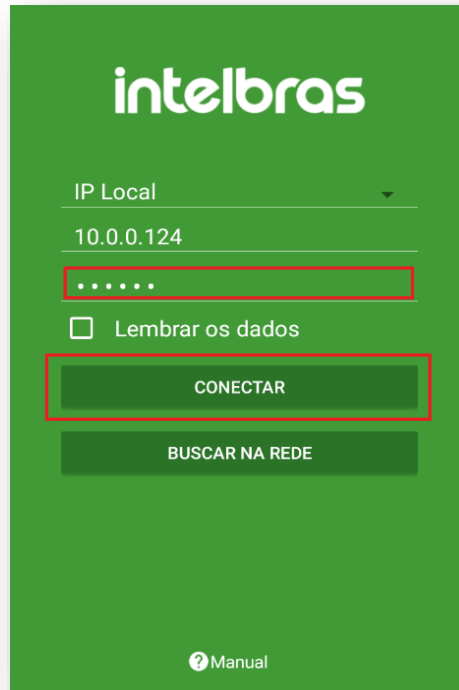 intelbras
IP Local
10.0.0.124
••••••
Lembrar os dados
CONECTAR
BUSCAR NA REDE
?Manual